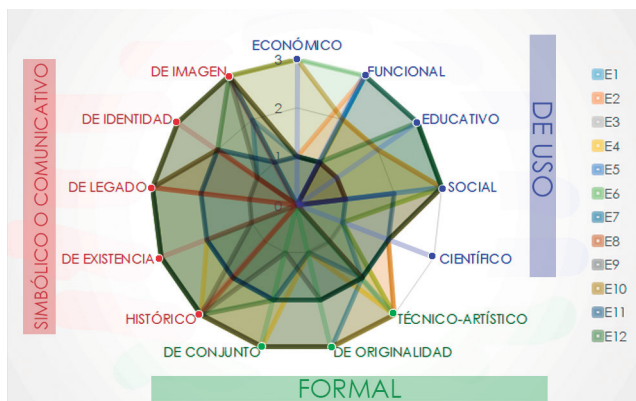 ECONÓMICO
3
DE IMAGEN
FUNCIONAL
2
DE IDENTIDAD
EDUCATIVO
1
DE LEGADO
SOCIAL
0
DE EXISTENCIA
CIENTÍFICO
HISTÓRICO
TÉCNICO-ARTÍSTICO
DE CONJUNTO
DE ORIGINALIDAD
SIMBÓLICO O COMUNICATIVO
DE USO
FORMAL
E1
E2
E3
E4
E5
E6
E7
E8
E9
E10
E11
E12